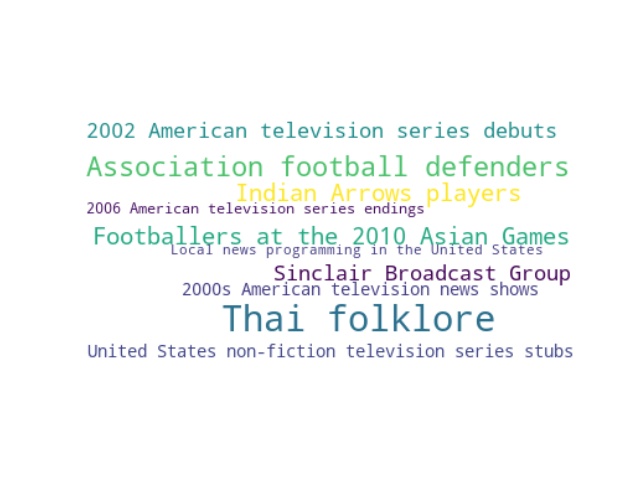 2002 American television series debuts
Association football defenders
Indian Arrows players
2006 American television series endings
Footballers at the 2010 Asian Games
Local news programming in the United States
Sinclair Broadcast Group
2000s American television news shows
Thai folklore
United States non-fiction television series stubs